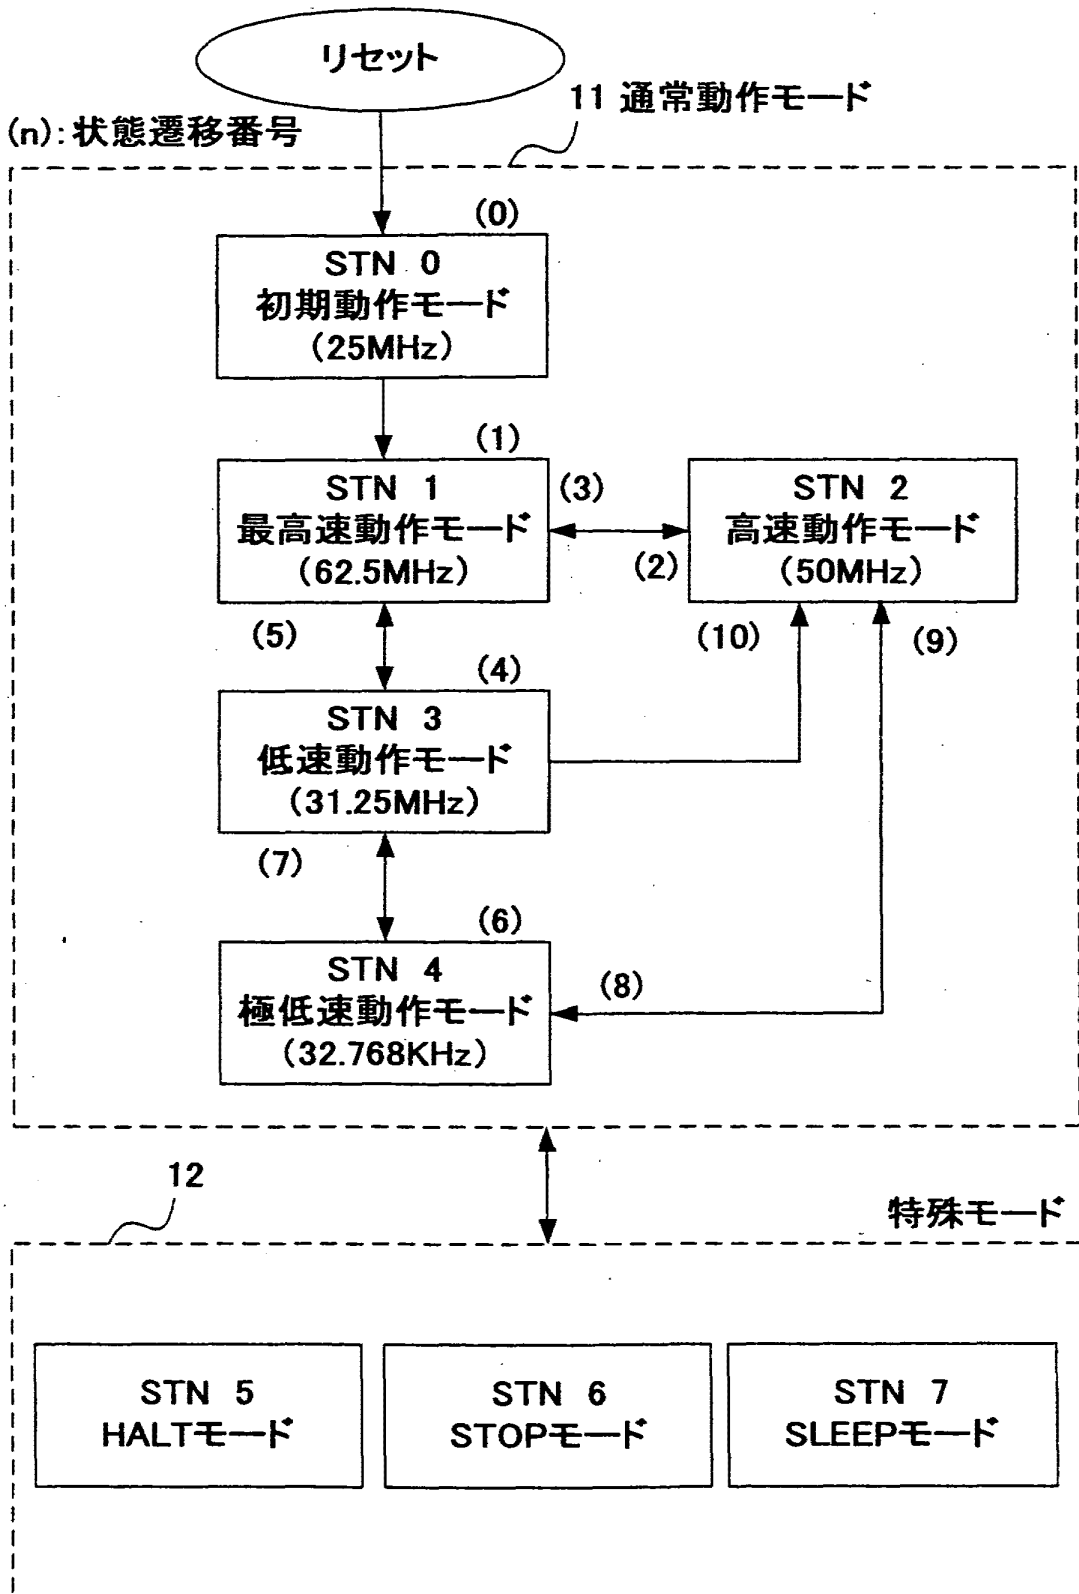 リセット
11 通常動作モード
(n):状態遷移番号
(0)
STN 0
初期動作モード
(25MHz)
(1)
STN 1
最高速動作モード
(62.5MHz)
(3)
(2)
STN 2
高速動作モード
(50MHz)
(5)
(4)
(10)
(9)
STN 3
低速動作モード
(31.25MHz)
(7)
(6)
STN 4
極低速動作モード
(32.768KHz)
(8)
12
特殊モード
STN 5
HALTモード
STN 6
STOPモード
STN 7
SLEEPモード